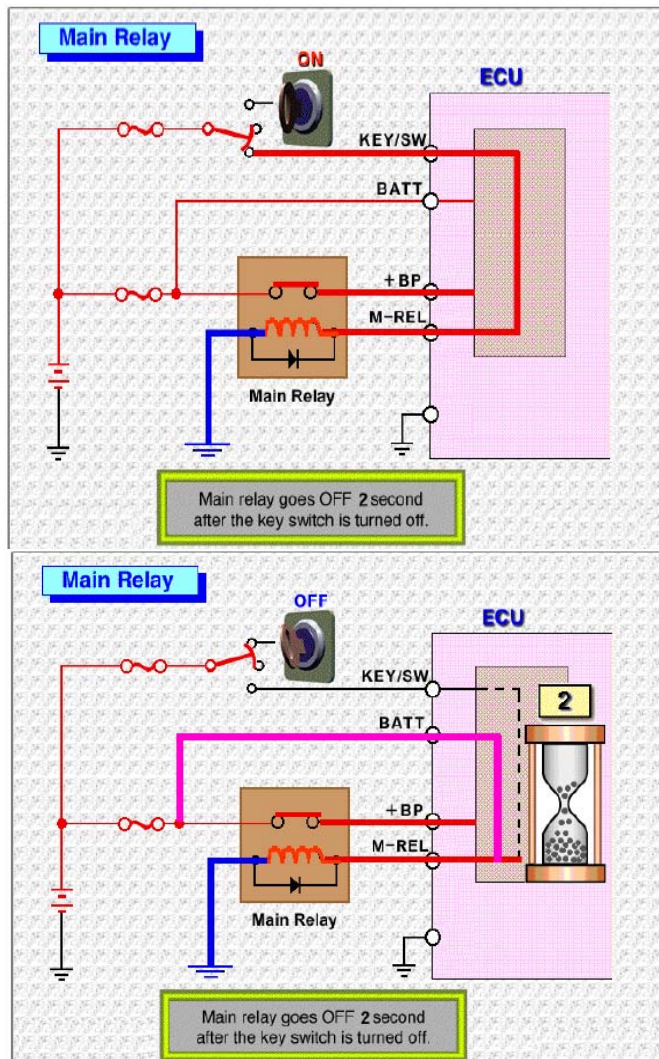 Main Relay
ON
ECU
KEY/SW
BATT
+BP
M-REL
Main Relay
Main relay goes OFF 2 second
after the key switch is turned off.
Main Relay
OFF
ECU
KEY/SW
2
BATT
+BP
M-REL
Main Relay
Main relay goes OFF 2 second
after the key switch is turned off.